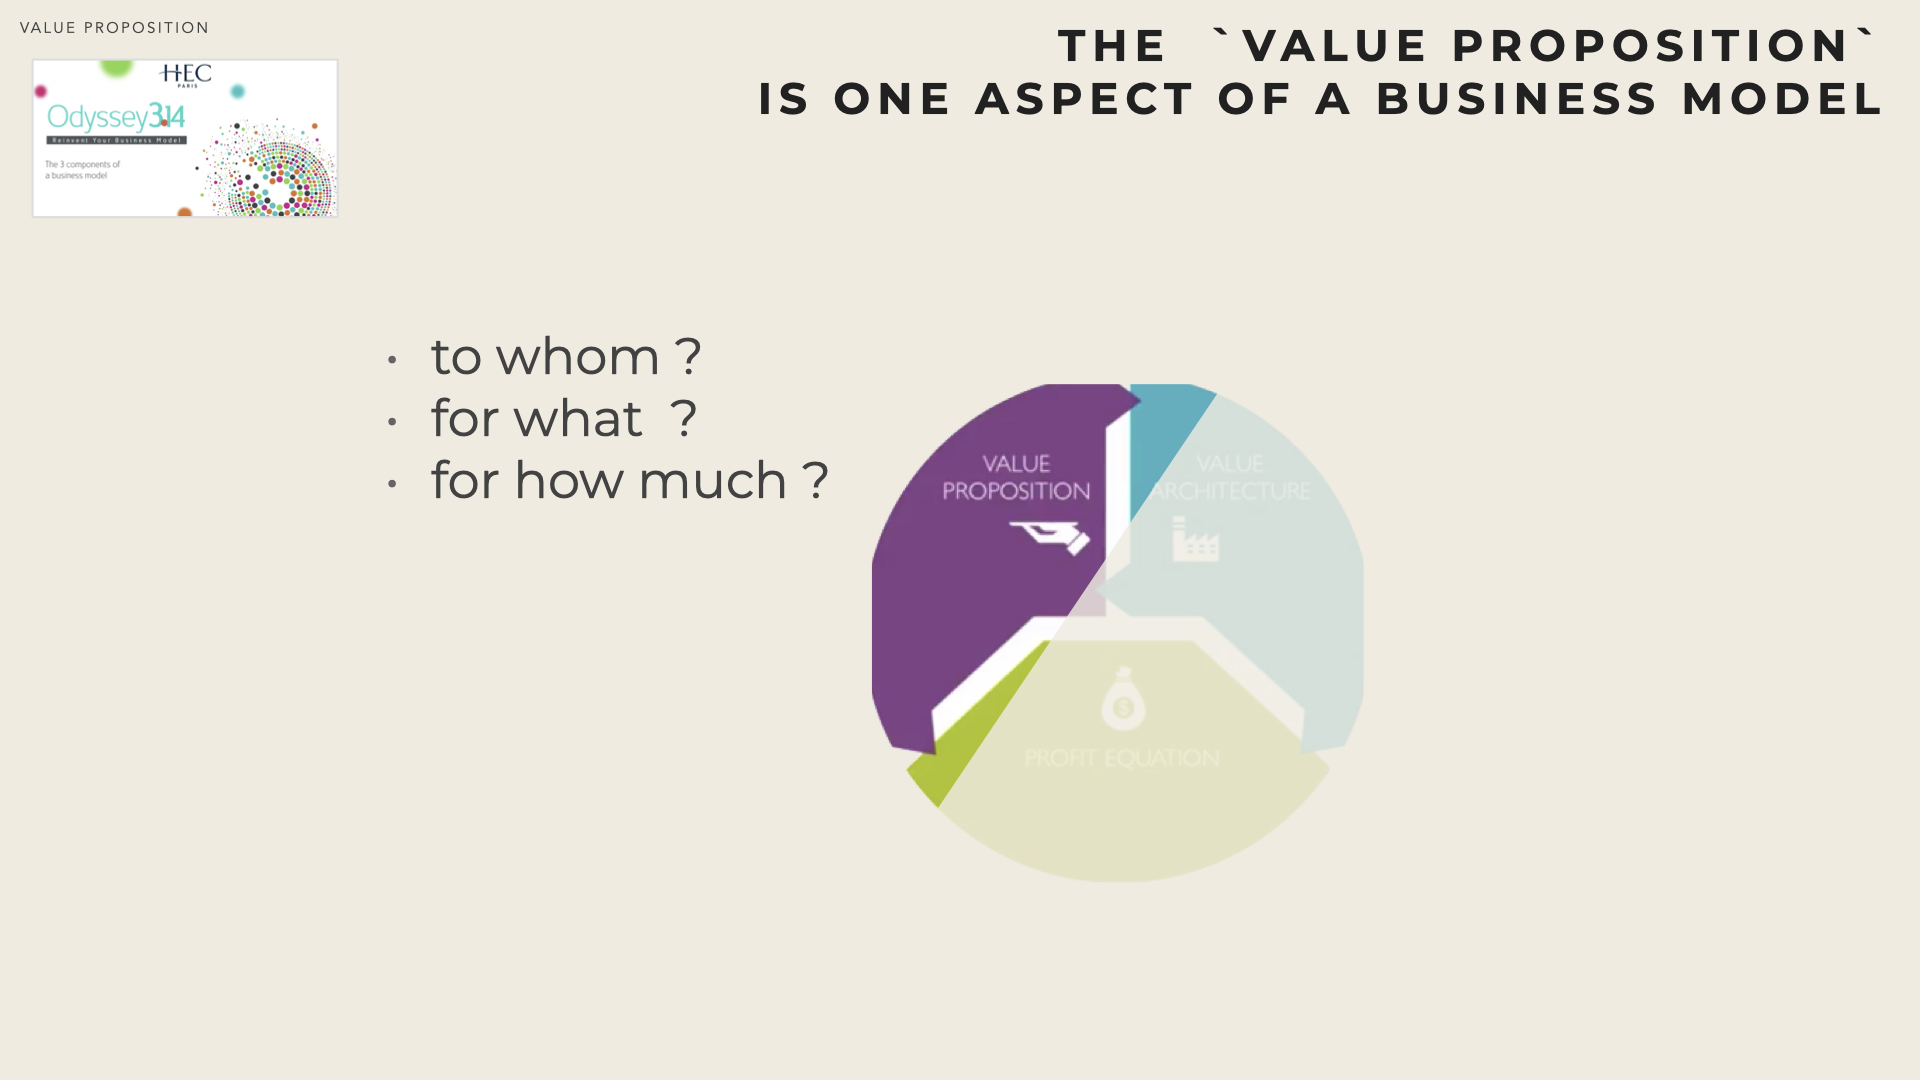 VALUE PROPOSITION
THE `VALUE PROPOSITION`
IS ONE ASPECT OF A BUSINESS MODEL
HEC
PARIS
Odyssey3.14
Reinvent Your Business Model
The 3 components of
a business model
• to whom ?
• for what ?
• for how much ?
VALUE
PROPOSITION
VALUE
ARCHITECTURE
$
PROFIT EQUATION